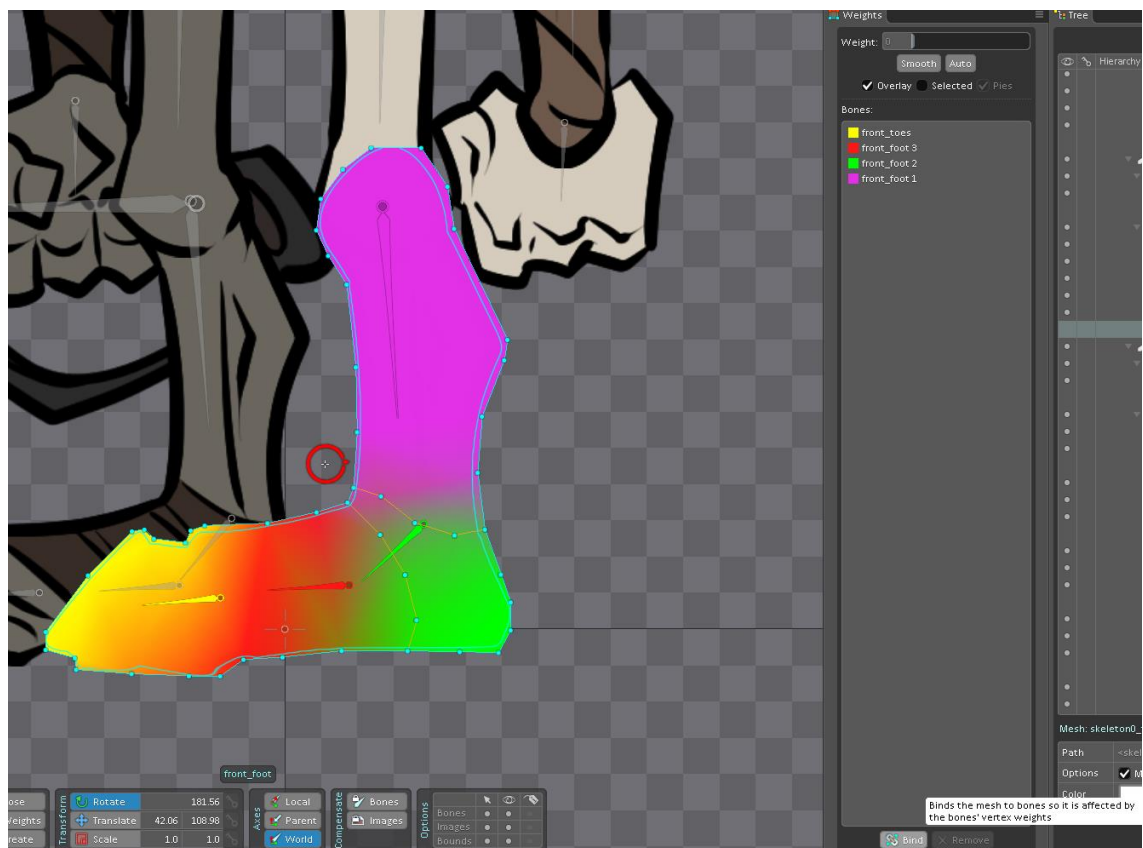 Weights
Tree
Weight: 0
Smooth Auto
Overlay Selected Pies
Hierarchy
Bones:
front_toes
front_foot 3
front_foot 2
front_foot 1
Mesh: skeleton0_
Path
Options
Color
front_foot
Transform
Rotate 181.56
Translate 42.06 108.98
Scale 1.0 1.0
Axes
Local
Parent
World
Compensate
Bones
Images
Options
Bones
Images
Bounds
Binds the mesh to bones so it is affected by
the bones' vertex weights
Bind Remove